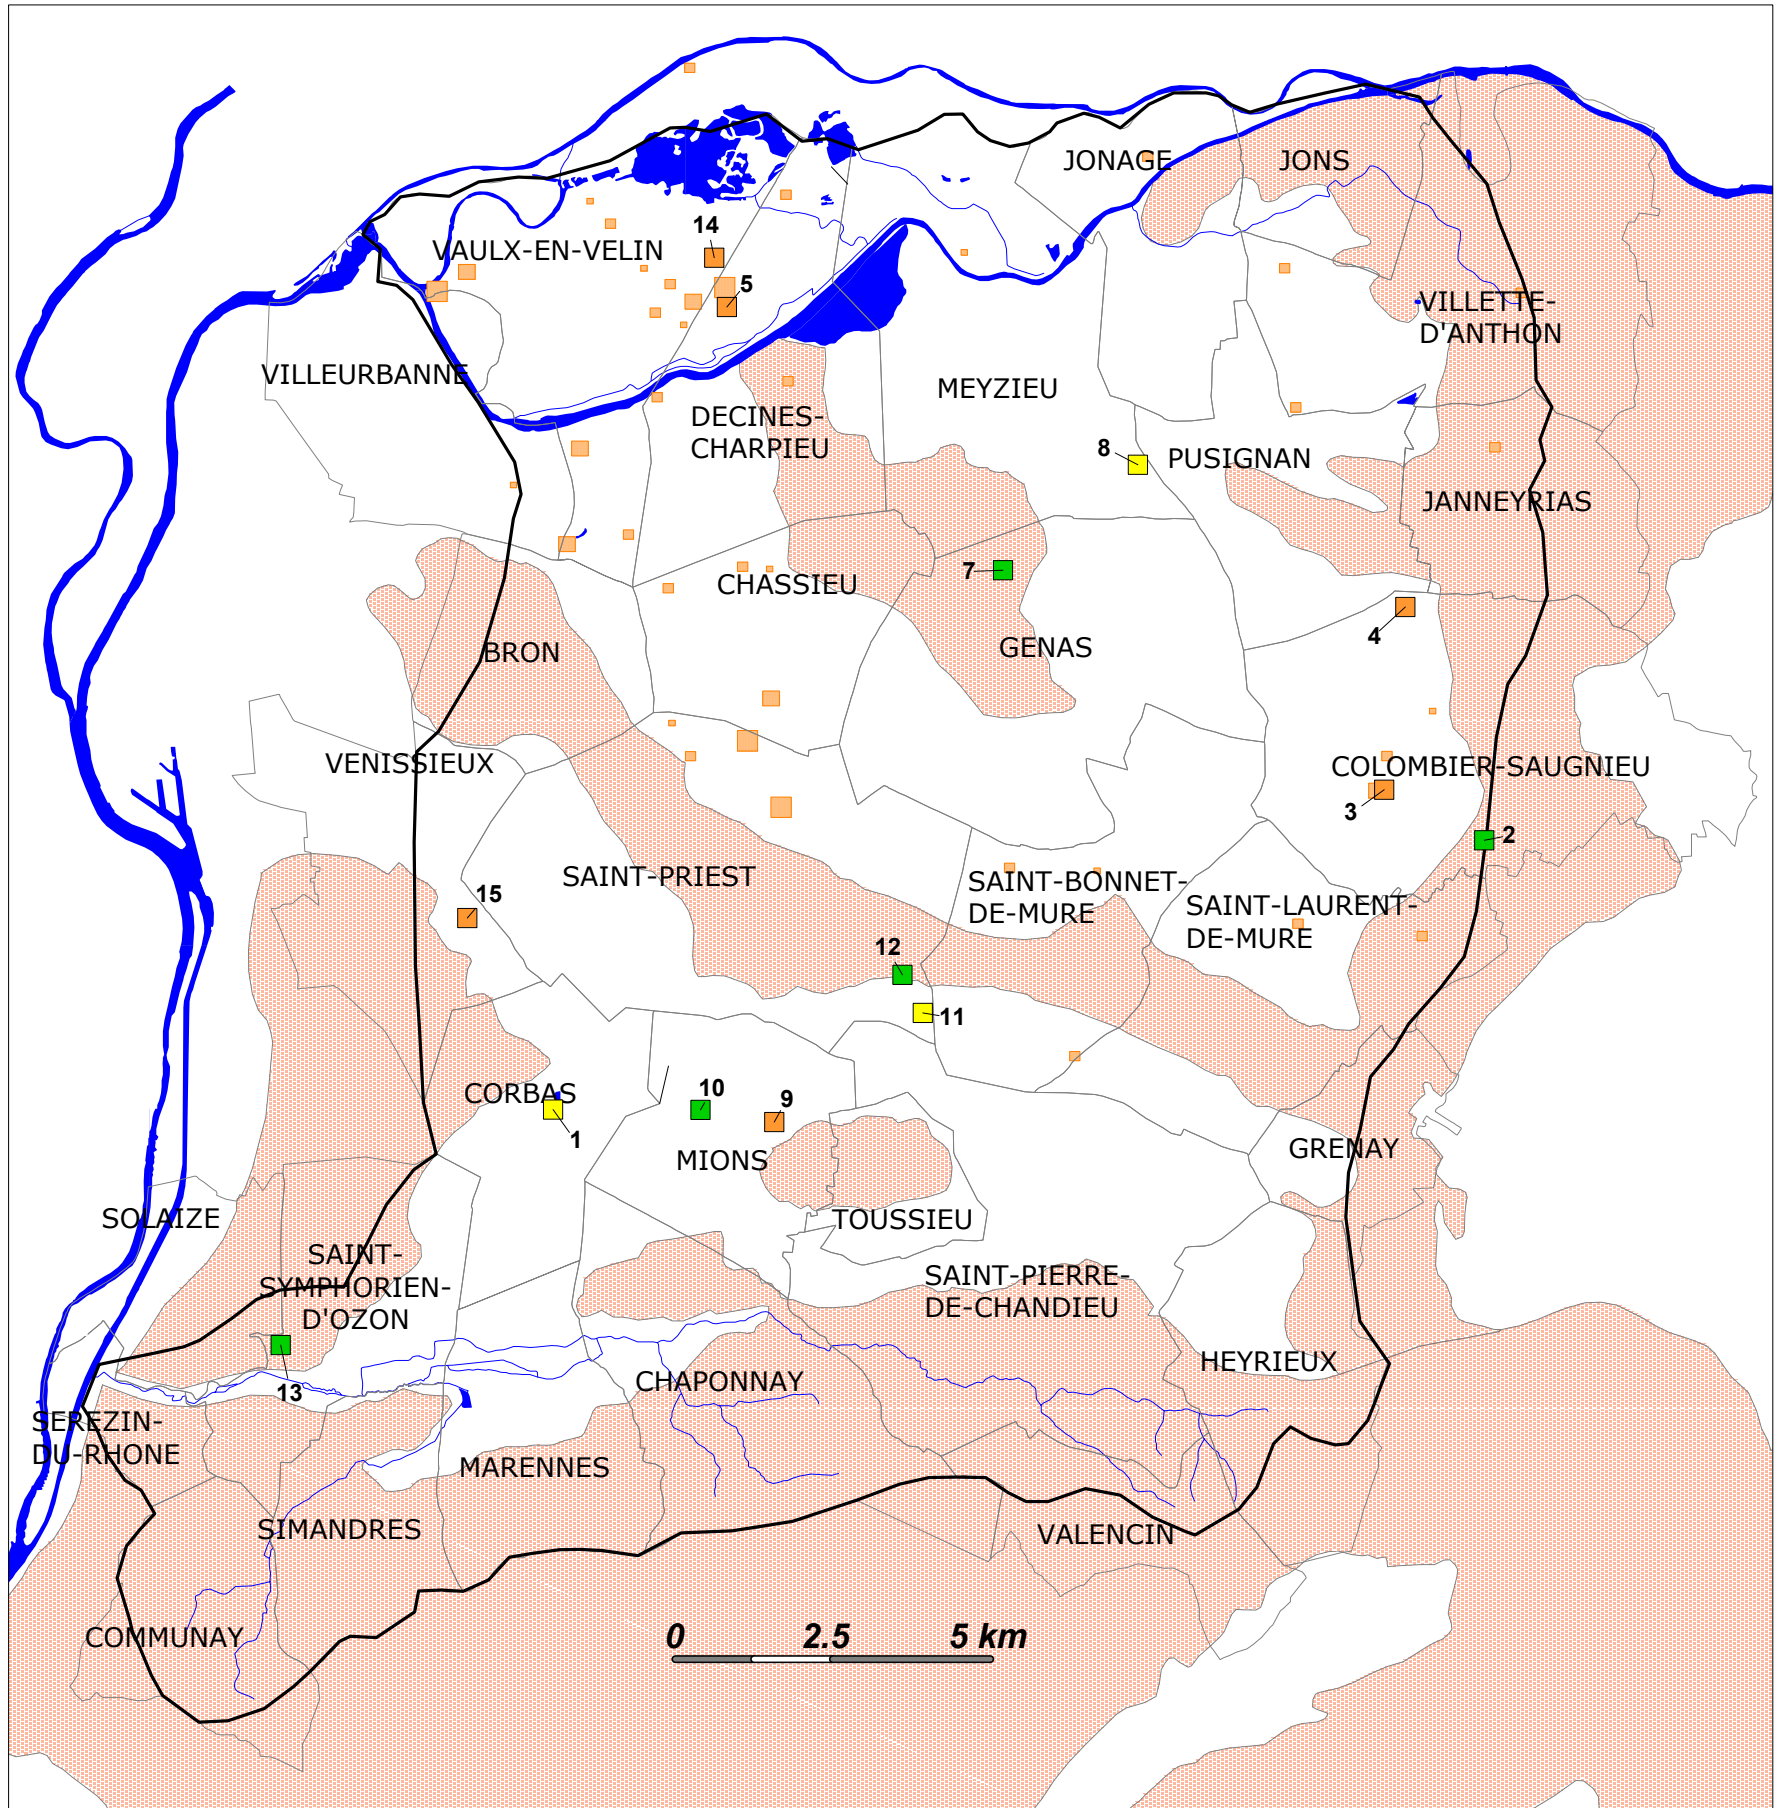 JONAGE
JONS
14
VAULX-EN-VELIN
5
VILLETTE-
D'ANTHON
VILLEURBANNE
MEYZIEU
DECINES-
CHARPIEU
8
PUSIGNAN
JANNEYRIAS
7
CHASSIEU
4
BRON
GENAS
VENISSIEUX
COLOMBIER-SAUGNIEU
3
2
SAINT-PRIEST
SAINT-BONNET-
DE-MURE
15
SAINT-LAURENT-
DE-MURE
12
11
CORBAS
10
9
1
MIONS
GRENAY
SOLAIZE
TOUSSIEU
SAINT-
SYMPHORIEN-
D'OZON
SAINT-PIERRE-
DE-CHANDIEU
HEYRIEUX
13
CHAPONNAY
SEREZIN-
DU-RHONE
MARENNES
SIMANDRES
VALENCIN
COMMUNAY
0 2.5 5 km